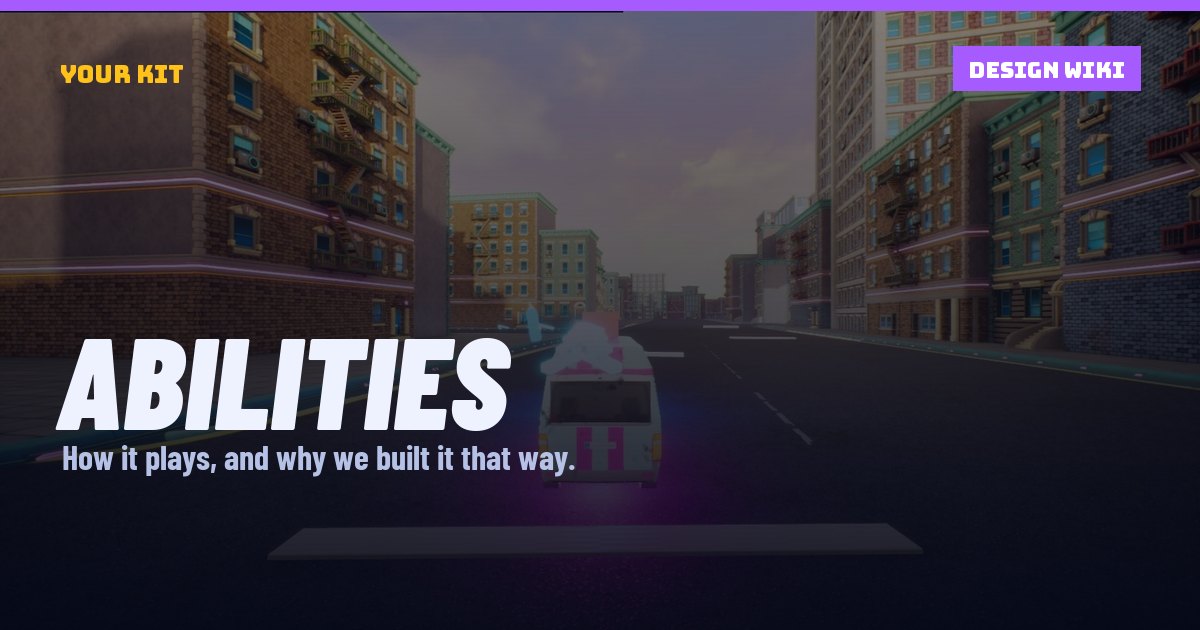 YOUR KIT
DESIGN WIKI
ABILITIES
How it plays, and why we built it that way.